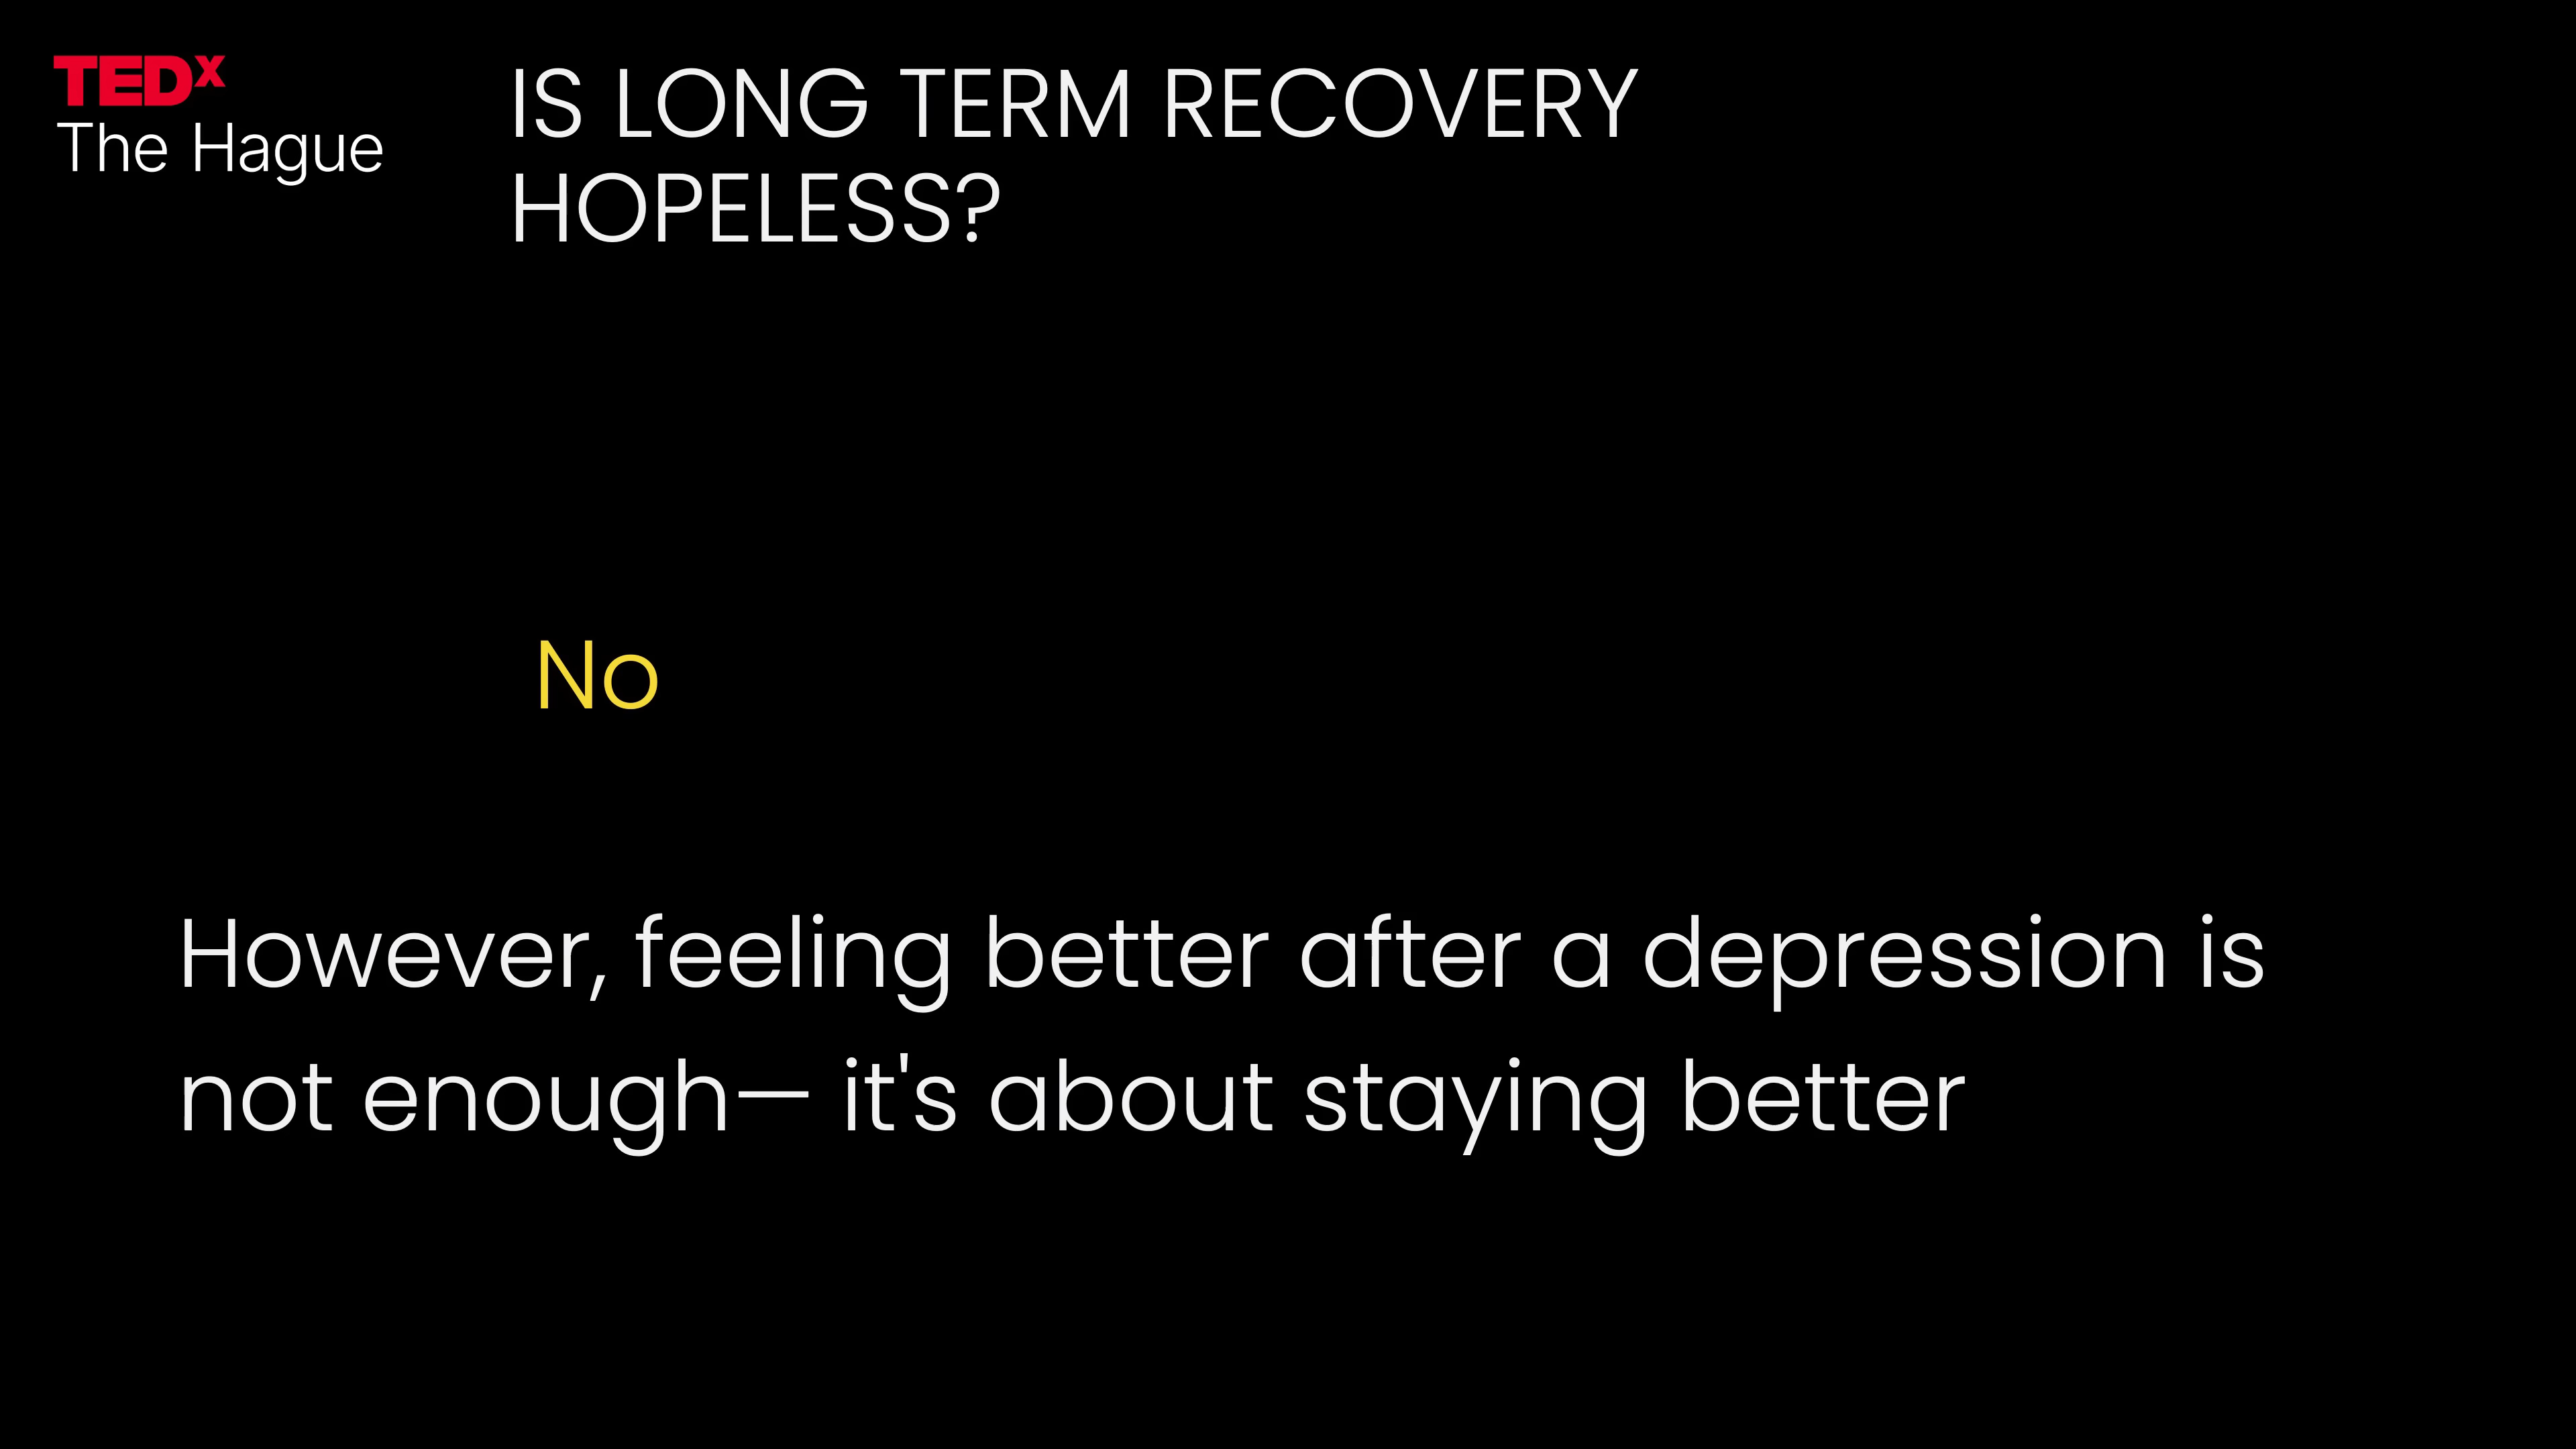 TEDx
The Hague
IS LONG TERM RECOVERY
HOPELESS?
No
However, feeling better after a depression is
not enough— it's about staying better